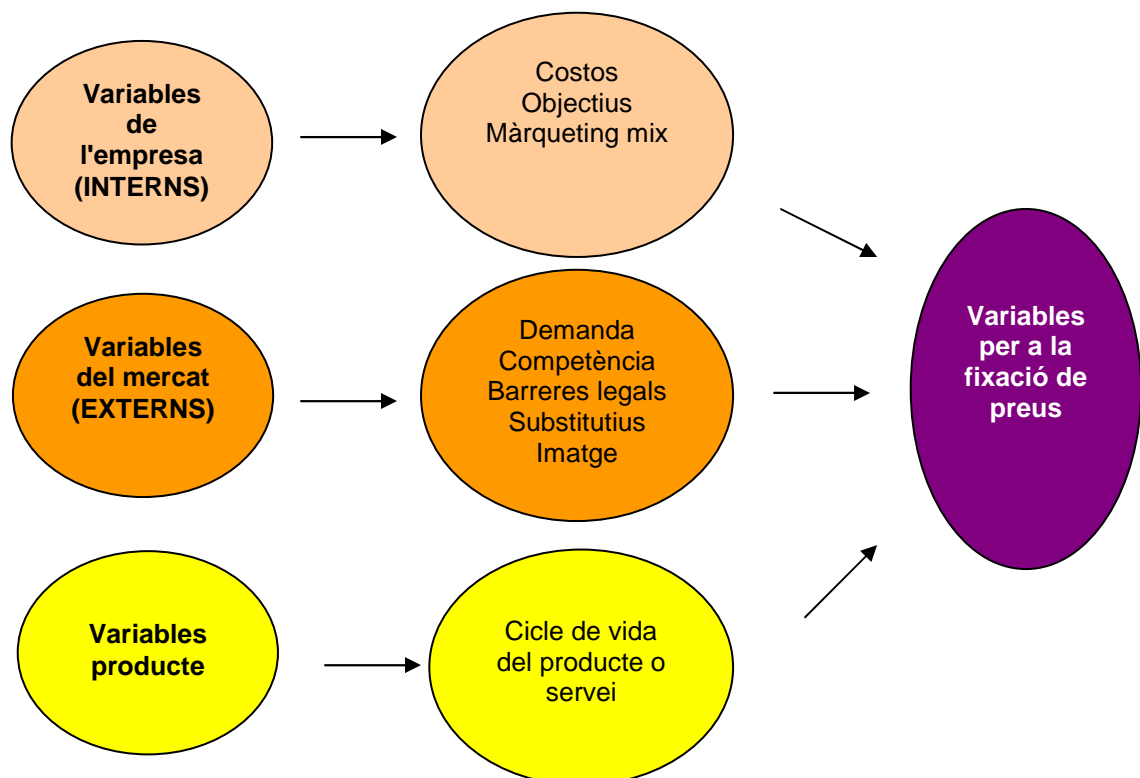 Variables
de
l'empresa
(INTERNS)
Costos
Objectius
Màrqueting mix
Variables
del mercat
(EXTERNS)
Demanda
Competència
Barreres legals
Substitutius
Imatge
Variables
producte
Cicle de vida
del producte o
servei
Variables
per a la
fixació de
preus